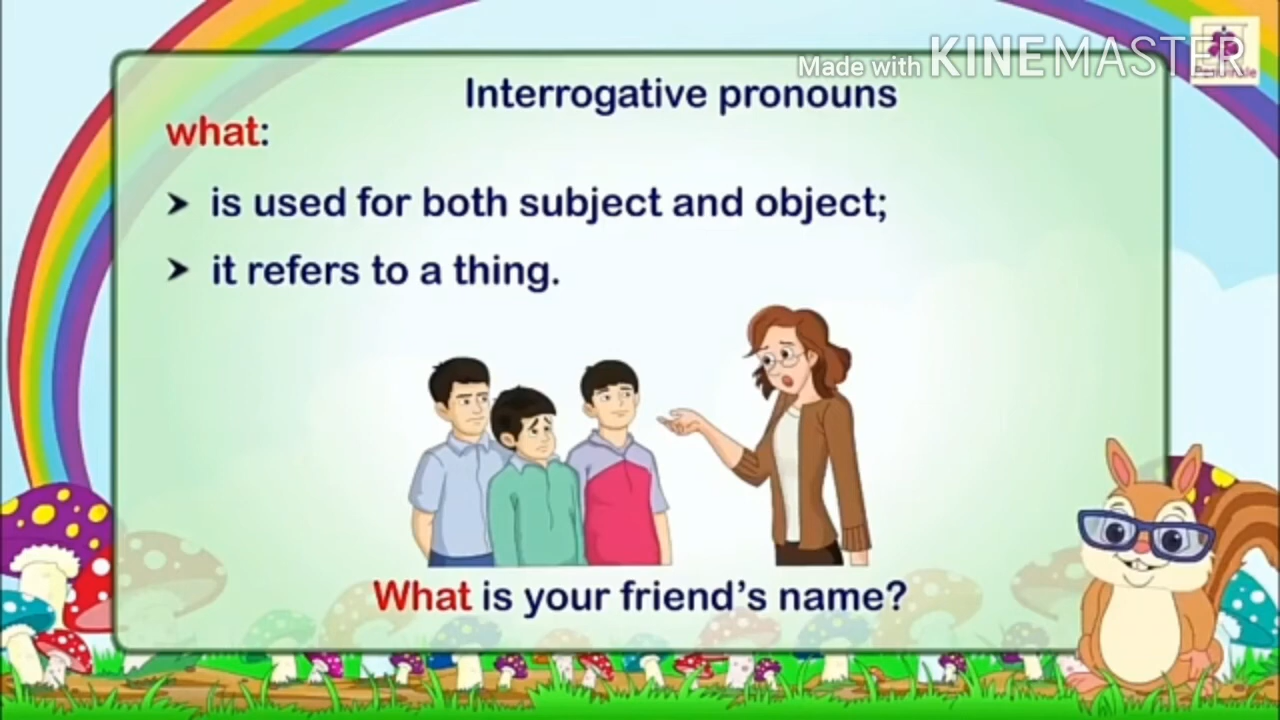 Made with KINEMASTER
Interrogative pronouns
what:
➤ is used for both subject and object;
➤ it refers to a thing.
What is your friend's name?